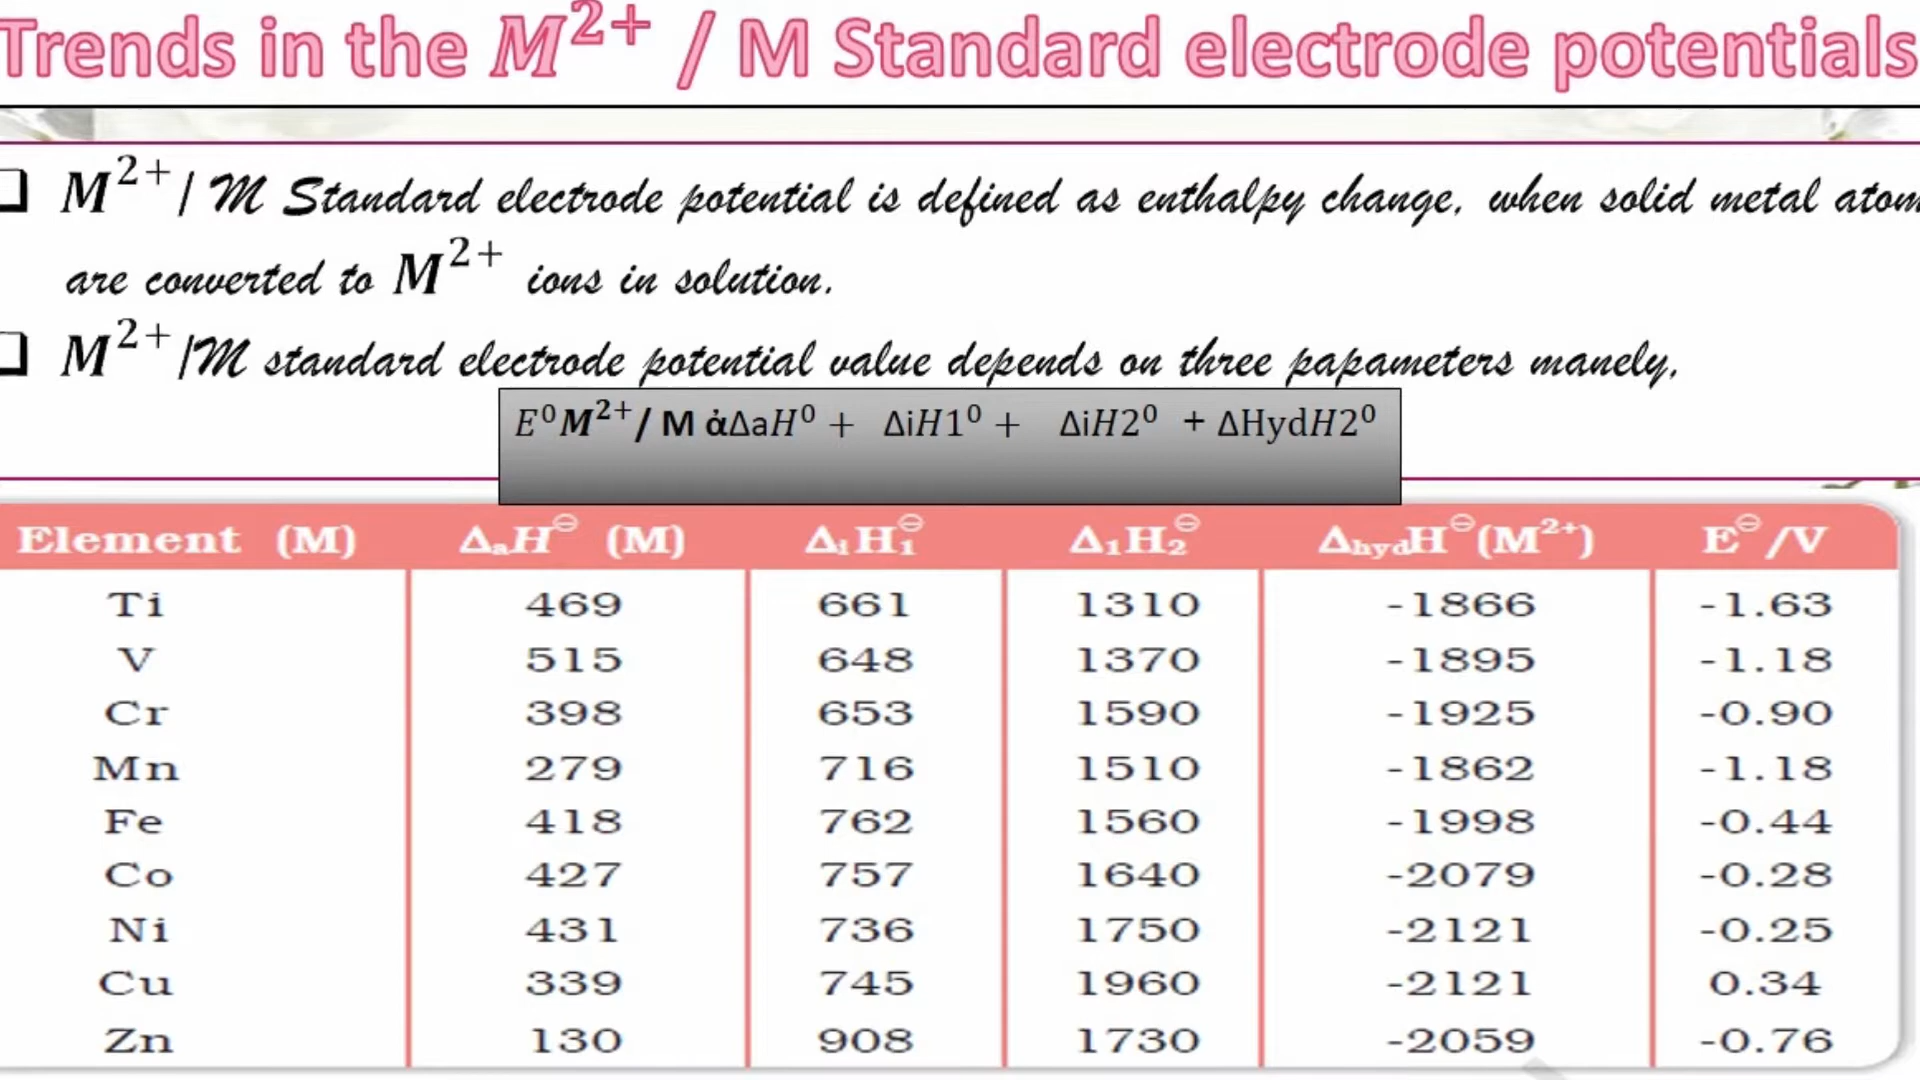 Trends in the M²⁺ / M Standard electrode potentials
M²⁺/ M Standard electrode potential is defined as enthalpy change, when solid metal atom
are converted to M²⁺ ions in solution.
M²⁺/M standard electrode potential value depends on three papameters manely,
E⁰M²⁺/ M ἀΔaH⁰ + ΔiH1⁰ + ΔiH2⁰ + ΔHydH2⁰
Element (M) ΔₐH⊖ (M) ΔᵢH₁⊖ Δ₁H₂⊖ ΔhydH⊖(M²⁺) E⊖/V
Ti 469 661 1310 -1866 -1.63
V 515 648 1370 -1895 -1.18
Cr 398 653 1590 -1925 -0.90
Mn 279 716 1510 -1862 -1.18
Fe 418 762 1560 -1998 -0.44
Co 427 757 1640 -2079 -0.28
Ni 431 736 1750 -2121 -0.25
Cu 339 745 1960 -2121 0.34
Zn 130 908 1730 -2059 -0.76